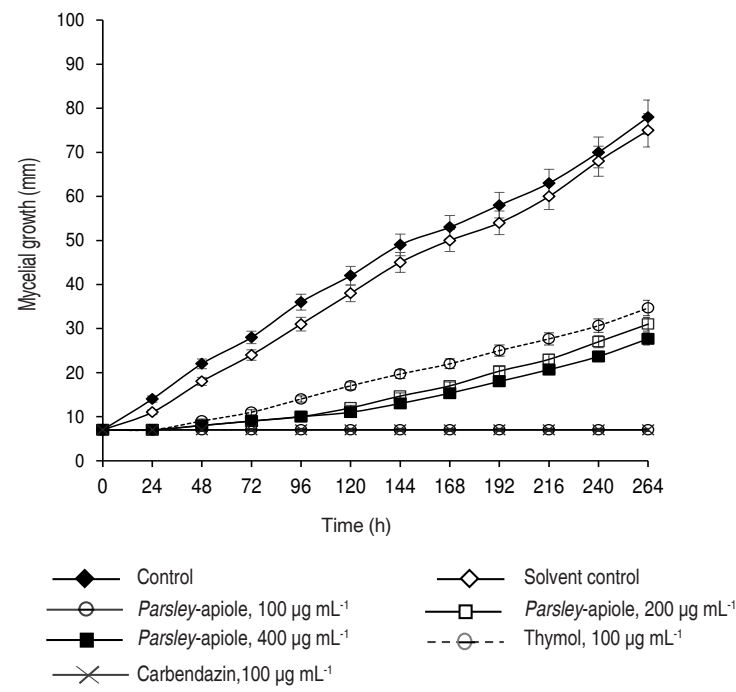 100
90
80
70
60
50
40
30
20
10
0
Mycelial growth (mm)
0 24 48 72 96 120 144 168 192 216 240 264
Time (h)
Control
Solvent control
Parsley-apiole, 100 µg mL-1
Parsley-apiole, 200 µg mL-1
Parsley-apiole, 400 µg mL-1
Thymol, 100 µg mL-1
Carbendazin,100 µg mL-1